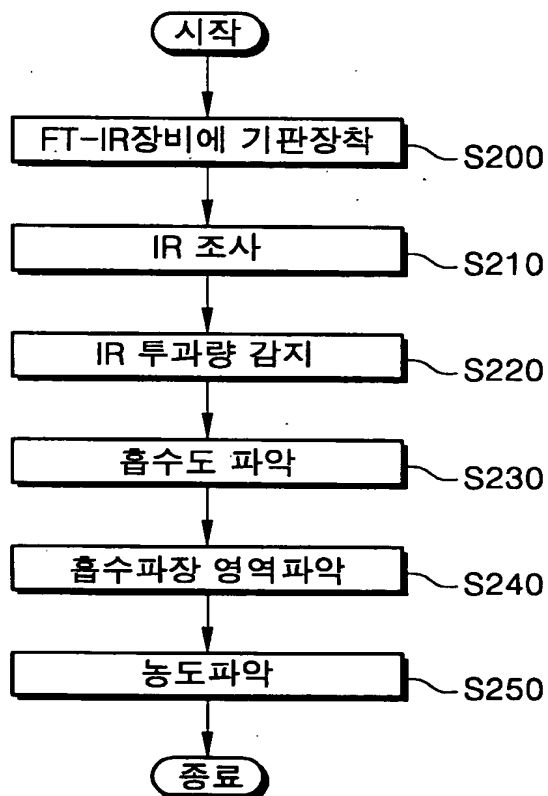 시작
FT-IR장비에 기판장착
S200
IR 조사
S210
IR 투과량 감지
S220
흡수도 파악
S230
흡수파장 영역파악
S240
농도파악
S250
종료